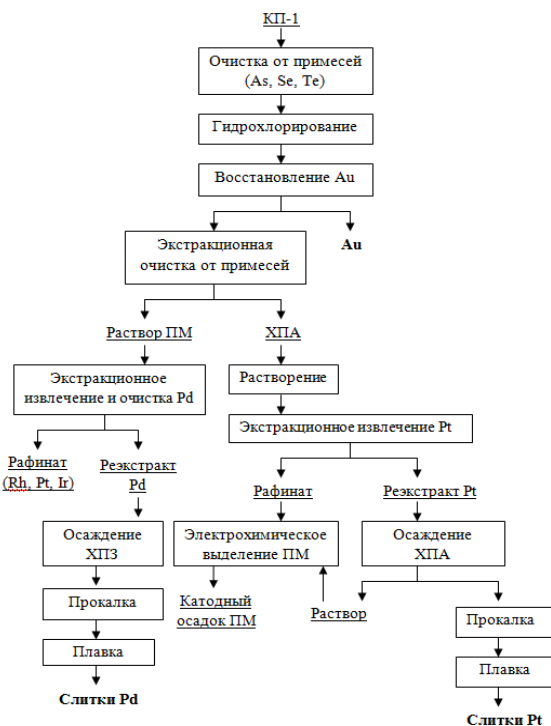 КП-1
Очистка от примесей
(As, Se, Te)
Гидрохлорирование
Восстановление Au
Экстракционная
очистка от примесей
Au
Раствор ПМ
ХПА
Экстракционное
извлечение и очистка Pd
Растворение
Экстракционное извлечение Pt
Рафинат
(Rh, Pt, Ir)
Реэкстракт
Pd
Рафинат
Реэкстракт Pt
Осаждение
ХПЗ
Электрохимическое
выделение ПМ
Осаждение
ХПА
Прокалка
Катодный
осадок ПМ
Раствор
Прокалка
Плавка
Плавка
Слитки Pd
Слитки Pt